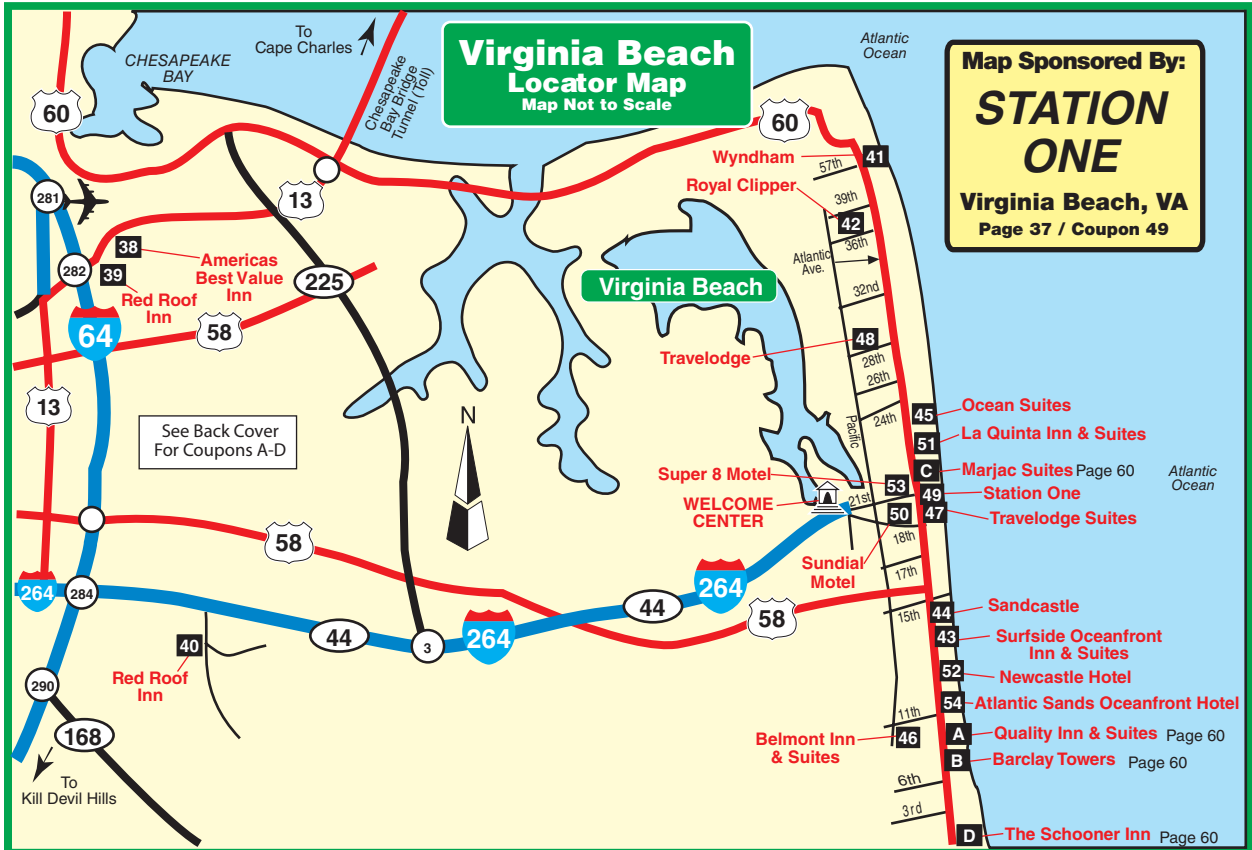 To
Cape Charles
CHESAPEAKE
BAY
Chesapeake
Bay Bridge
Tunnel (Toll)
Virginia Beach
Locator Map
Map Not to Scale
Atlantic
Ocean
Map Sponsored By:
STATION
ONE
Virginia Beach, VA
Page 37 / Coupon 49
60
60
Wyndham
41
57th
281
13
Royal Clipper
39th
42
36th
38
Americas
Best Value
Inn
282
39
Red Roof
Inn
225
Atlantic
Ave.
Virginia Beach
32nd
64
58
48
Travelodge
28th
26th
13
See Back Cover
For Coupons A-D
N
24th
Pacific
45
Ocean Suites
51
La Quinta Inn & Suites
C
Marjac Suites Page 60
Atlantic
Ocean
Super 8 Motel
53
49
Station One
WELCOME
CENTER
21st
50
47
Travelodge Suites
58
18th
Sundial
Motel
17th
264
284
264
44
58
15th
44
Sandcastle
44
3
264
43
Surfside Oceanfront
Inn & Suites
40
Red Roof
Inn
52
Newcastle Hotel
290
54
Atlantic Sands Oceanfront Hotel
168
11th
46
Belmont Inn
& Suites
A
Quality Inn & Suites Page 60
B
Barclay Towers Page 60
To
Kill Devil Hills
6th
3rd
D
The Schooner Inn Page 60